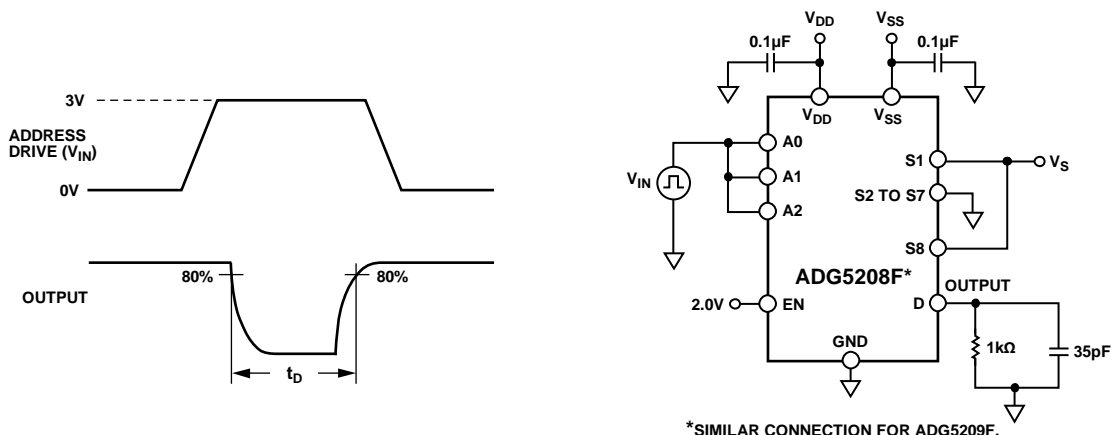 3V
ADDRESS
DRIVE (VIN)
0V
80%
80%
OUTPUT
tD
VDD
VSS
0.1µF
0.1µF
VDD
VSS
A0
A1
A2
VIN
S1
VS
S2 TO S7
S8
ADG5208F*
OUTPUT
2.0V
EN
D
GND
1kΩ
35pF
*SIMILAR CONNECTION FOR ADG5209F.